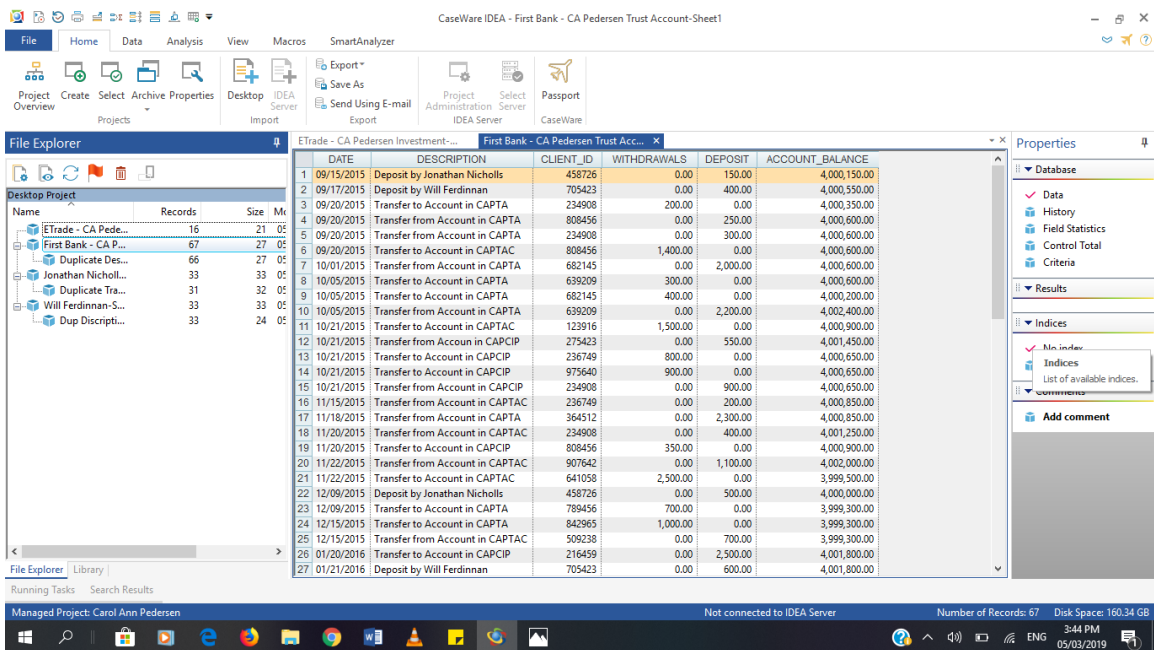 CaseWare IDEA - First Bank - CA Pedersen Trust Account-Sheet1
File Home Data Analysis View Macros SmartAnalyzer
Project Overview Create Select Archive Properties
Projects
Desktop IDEA Server
Import
Export
Save As
Send Using E-mail
Export
Project Administration Select Server
IDEA Server
Passport
CaseWare
File Explorer
Desktop Project
Name Records Size Mo
ETrade - CA Pede... 16 21 05
First Bank - CA P... 67 27 05
Duplicate Des... 66 27 05
Jonathan Nicholl... 33 33 05
Duplicate Tra... 31 32 05
Will Ferdinnan-S... 33 33 05
Dup Discripti... 33 24 05
File Explorer Library
Running Tasks Search Results
ETrade - CA Pedersen Investment-... First Bank - CA Pedersen Trust Acc... X
DATE DESCRIPTION CLIENT_ID WITHDRAWALS DEPOSIT ACCOUNT_BALANCE
1 09/15/2015 Deposit by Jonathan Nicholls 458726 0.00 150.00 4,000,150.00
2 09/17/2015 Deposit by Will Ferdinnan 705423 0.00 400.00 4,000,550.00
3 09/20/2015 Transfer to Account in CAPTA 234908 200.00 0.00 4,000,350.00
4 09/20/2015 Transfer from Account in CAPTA 808456 0.00 250.00 4,000,600.00
5 09/20/2015 Transfer from Account in CAPTA 234908 0.00 300.00 4,000,600.00
6 09/20/2015 Transfer to Account in CAPTAC 808456 1,400.00 0.00 4,000,600.00
7 10/01/2015 Transfer from Account in CAPTA 682145 0.00 2,000.00 4,000,600.00
8 10/05/2015 Transfer from Account in CAPTA 639209 300.00 0.00 4,000,600.00
9 10/05/2015 Transfer from Account in CAPTA 682145 400.00 0.00 4,000,200.00
10 10/05/2015 Transfer from Account in CAPTA 639209 0.00 2,200.00 4,002,400.00
11 10/21/2015 Transfer to Account in CAPTAC 123916 1,500.00 0.00 4,000,900.00
12 10/21/2015 Transfer from Accoun in CAPCIP 275423 0.00 550.00 4,001,450.00
13 10/21/2015 Transfer to Account in CAPCIP 236749 800.00 0.00 4,000,650.00
14 10/21/2015 Transfer to Account in CAPCIP 975640 900.00 0.00 4,000,650.00
15 10/21/2015 Transfer from Account in CAPCIP 234908 0.00 900.00 4,000,650.00
16 11/15/2015 Transfer from Account in CAPTAC 236749 0.00 200.00 4,000,850.00
17 11/18/2015 Transfer from Account in CAPTA 364512 0.00 2,300.00 4,000,850.00
18 11/20/2015 Transfer from Account in CAPTAC 234908 0.00 400.00 4,001,250.00
19 11/20/2015 Transfer from Account in CAPCIP 808456 350.00 0.00 4,000,900.00
20 11/22/2015 Transfer from Account in CAPTAC 907642 0.00 1,100.00 4,002,000.00
21 11/22/2015 Transfer to Account in CAPTAC 641058 2,500.00 0.00 3,999,500.00
22 12/09/2015 Deposit by Jonathan Nicholls 458726 0.00 500.00 4,000,000.00
23 12/09/2015 Transfer to Account in CAPTA 789456 700.00 0.00 3,999,300.00
24 12/15/2015 Transfer to Account in CAPTA 842965 1,000.00 0.00 3,999,300.00
25 12/15/2015 Transfer from Account in CAPTAC 509238 0.00 700.00 3,999,300.00
26 01/20/2016 Transfer to Account in CAPCIP 216459 0.00 2,500.00 4,001,800.00
27 01/21/2016 Deposit by Will Ferdinnan 705423 0.00 600.00 4,001,800.00
Properties
Database
Data
History
Field Statistics
Control Total
Criteria
Results
Indices
No index
Indices
List of available indices.
Comments
Add comment
Managed Project: Carol Ann Pedersen Not connected to IDEA Server Number of Records: 67 Disk Space: 160.34 GB
ENG 3:44 PM
05/03/2019